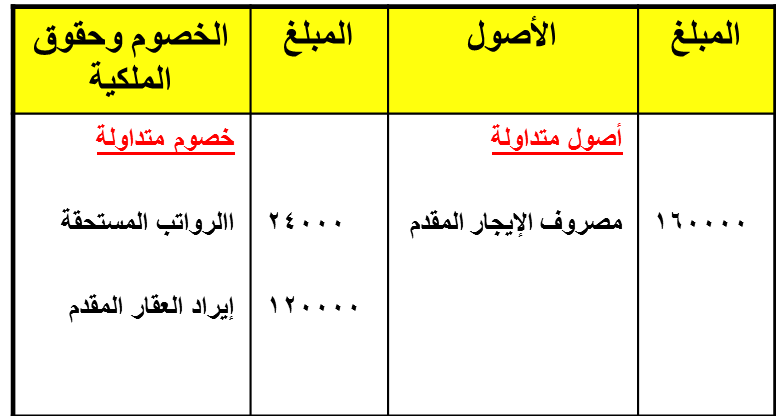 المبلغ
الأصول
المبلغ
الخصوم وحقوق
الملكية
أصول متداولة
خصوم متداولة
١٦٠٠٠٠
مصروف الإيجار المقدم
٢٤٠٠٠
االرواتب المستحقة
١٢٠٠٠٠
إيراد العقار المقدم